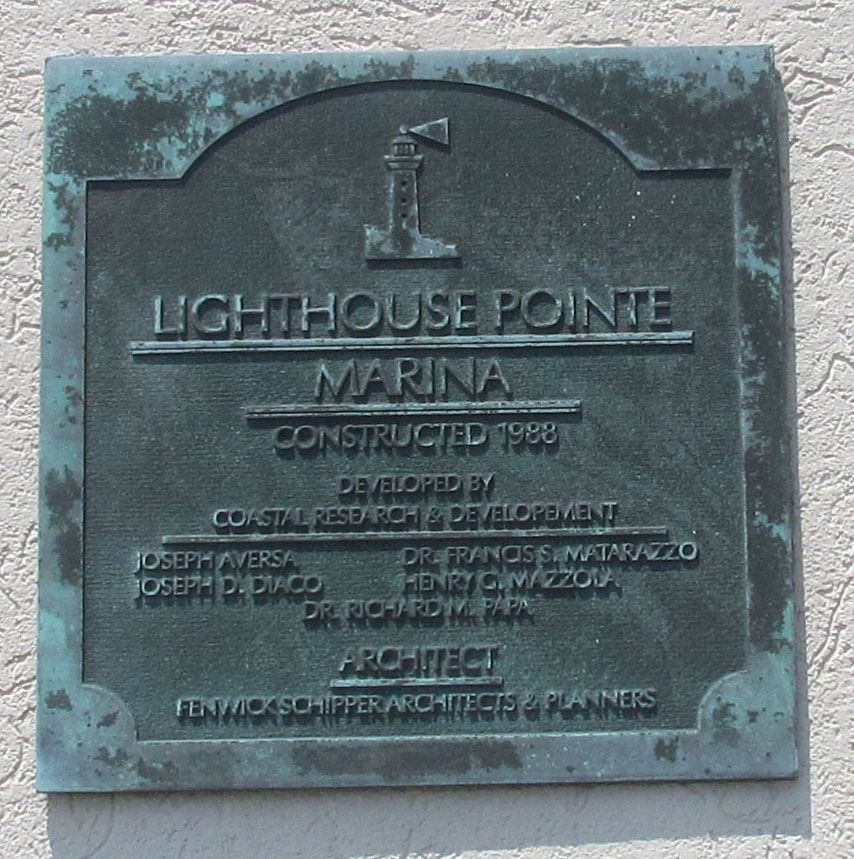 LIGHTHOUSE POINTE
MARINA
CONSTRUCTED 1988
DEVELOPED BY
COASTAL RESEARCH & DEVELOPEMENT
JOSEPH AVERSA DR. FRANCIS S. MATARAZZO
JOSEPH D. DIACO HENRY G. MAZZOLA
DR. RICHARD M. PAPA
ARCHITECT
FENWICK SCHIPPER ARCHITECTS & PLANNERS